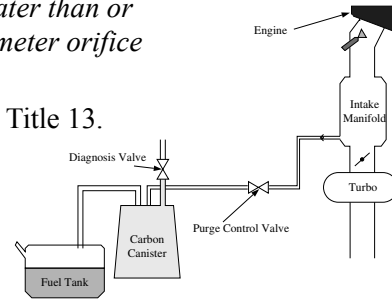 ater than or
meter orifice
Title 13.
Engine
Intake
Manifold
Diagnosis Valve
Turbo
Purge Control Valve
Carbon
Canister
Fuel Tank